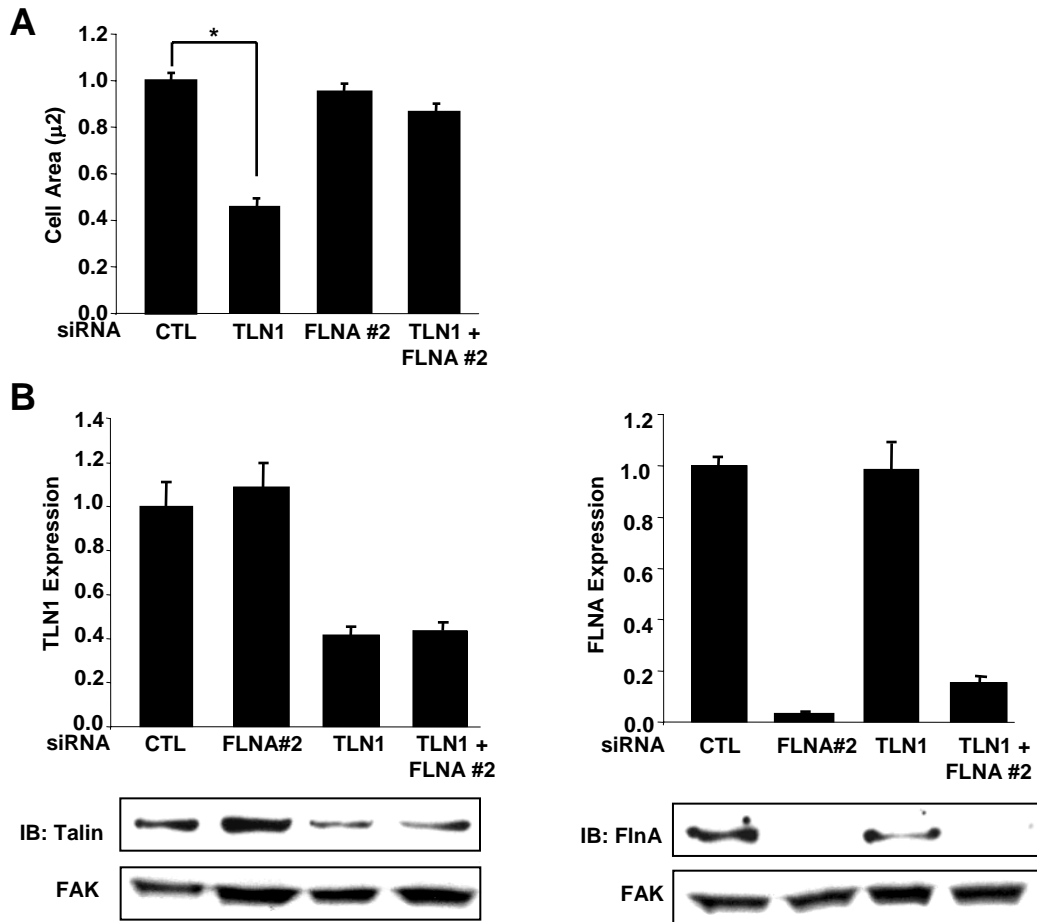 A
Cell Area (μ2)
1.2
1.0
0.8
0.6
0.4
0.2
0.0
*
siRNA CTL TLN1 FLNA #2 TLN1 +
FLNA #2
B
TLN1 Expression
1.4
1.2
1.0
0.8
0.6
0.4
0.2
0.0
siRNA CTL FLNA#2 TLN1 TLN1 +
FLNA #2
IB: Talin
FAK
FLNA Expression
1.2
1.0
0.8
0.6
0.4
0.2
0.0
siRNA CTL FLNA#2 TLN1 TLN1 +
FLNA #2
IB: FlnA
FAK